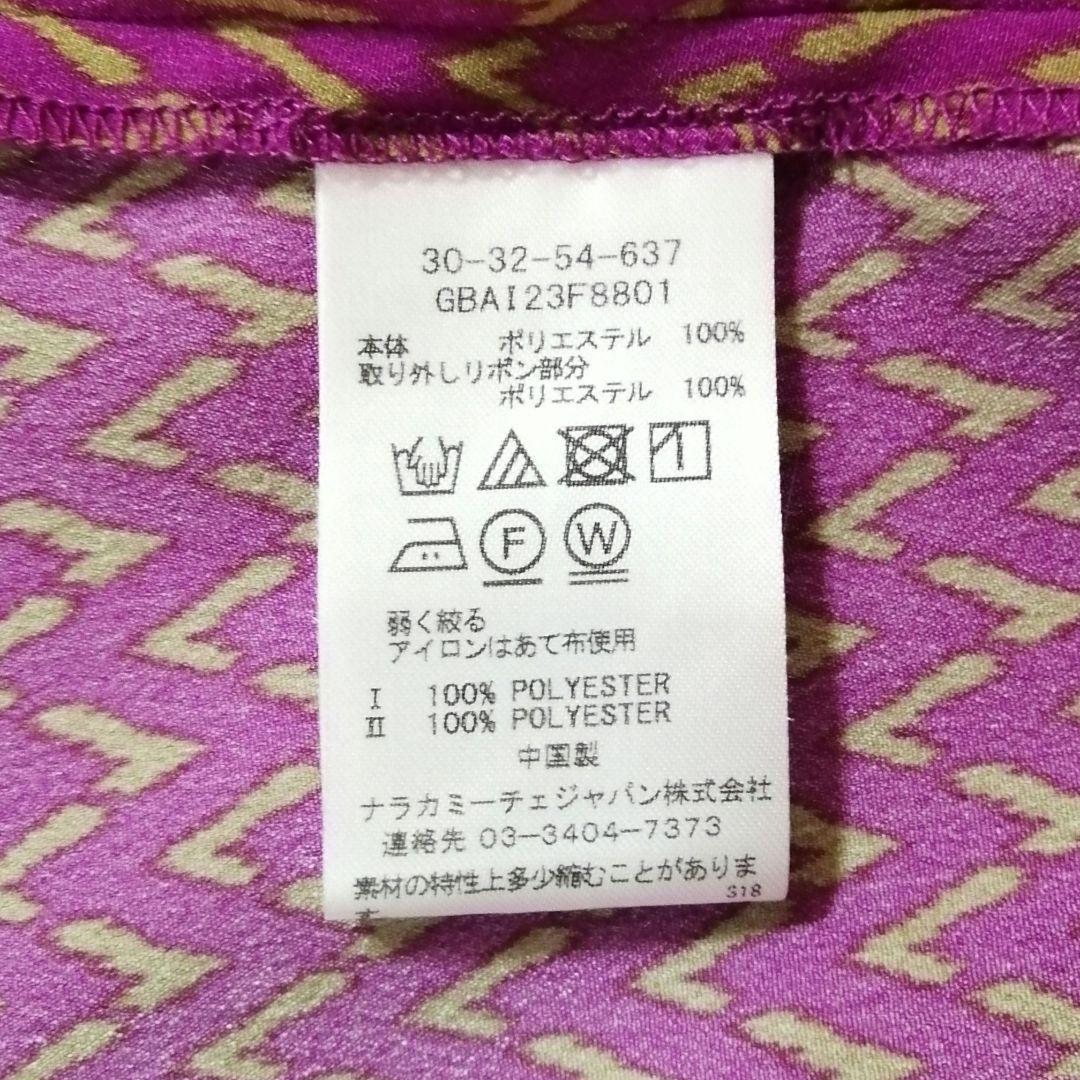 30-32-54-637
GBAI23F8801
本体 ポリエステル 100%
取り外しリボン部分
ポリエステル 100%
F W
弱く絞る
アイロンはあて布使用
I 100% POLYESTER
II 100% POLYESTER
中国製
ナラカミーチェジャパン株式会社
連絡先 03-3404-7373
素材の特性上多少縮むことがありま
す
S18